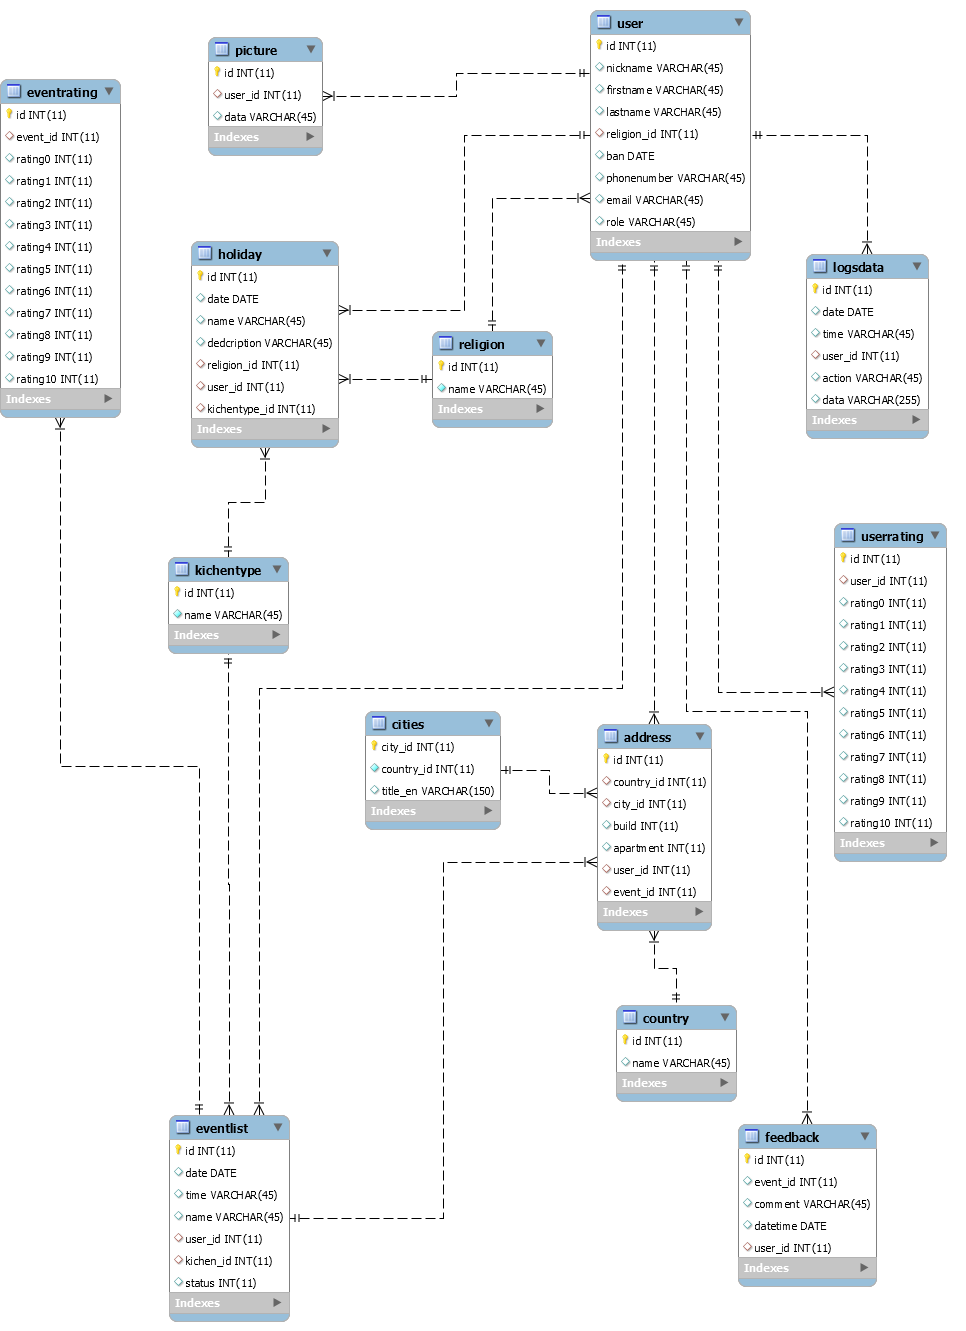 user
id INT(11)
nickname VARCHAR(45)
firstname VARCHAR(45)
lastname VARCHAR(45)
religion_id INT(11)
ban DATE
phonenumber VARCHAR(45)
email VARCHAR(45)
role VARCHAR(45)
Indexes
picture
id INT(11)
user_id INT(11)
data VARCHAR(45)
Indexes
eventrating
id INT(11)
event_id INT(11)
rating0 INT(11)
rating1 INT(11)
rating2 INT(11)
rating3 INT(11)
rating4 INT(11)
rating5 INT(11)
rating6 INT(11)
rating7 INT(11)
rating8 INT(11)
rating9 INT(11)
rating10 INT(11)
Indexes
holiday
id INT(11)
date DATE
name VARCHAR(45)
dedcription VARCHAR(45)
religion_id INT(11)
user_id INT(11)
kichentype_id INT(11)
Indexes
religion
id INT(11)
name VARCHAR(45)
Indexes
logsdata
id INT(11)
date DATE
time VARCHAR(45)
user_id INT(11)
action VARCHAR(45)
data VARCHAR(255)
Indexes
kichentype
id INT(11)
name VARCHAR(45)
Indexes
userrating
id INT(11)
user_id INT(11)
rating0 INT(11)
rating1 INT(11)
rating2 INT(11)
rating3 INT(11)
rating4 INT(11)
rating5 INT(11)
rating6 INT(11)
rating7 INT(11)
rating8 INT(11)
rating9 INT(11)
rating10 INT(11)
Indexes
cities
city_id INT(11)
country_id INT(11)
title_en VARCHAR(150)
Indexes
address
id INT(11)
country_id INT(11)
city_id INT(11)
build INT(11)
apartment INT(11)
user_id INT(11)
event_id INT(11)
Indexes
country
id INT(11)
name VARCHAR(45)
Indexes
eventlist
id INT(11)
date DATE
time VARCHAR(45)
name VARCHAR(45)
user_id INT(11)
kichen_id INT(11)
status INT(11)
Indexes
feedback
id INT(11)
event_id INT(11)
comment VARCHAR(45)
datetime DATE
user_id INT(11)
Indexes